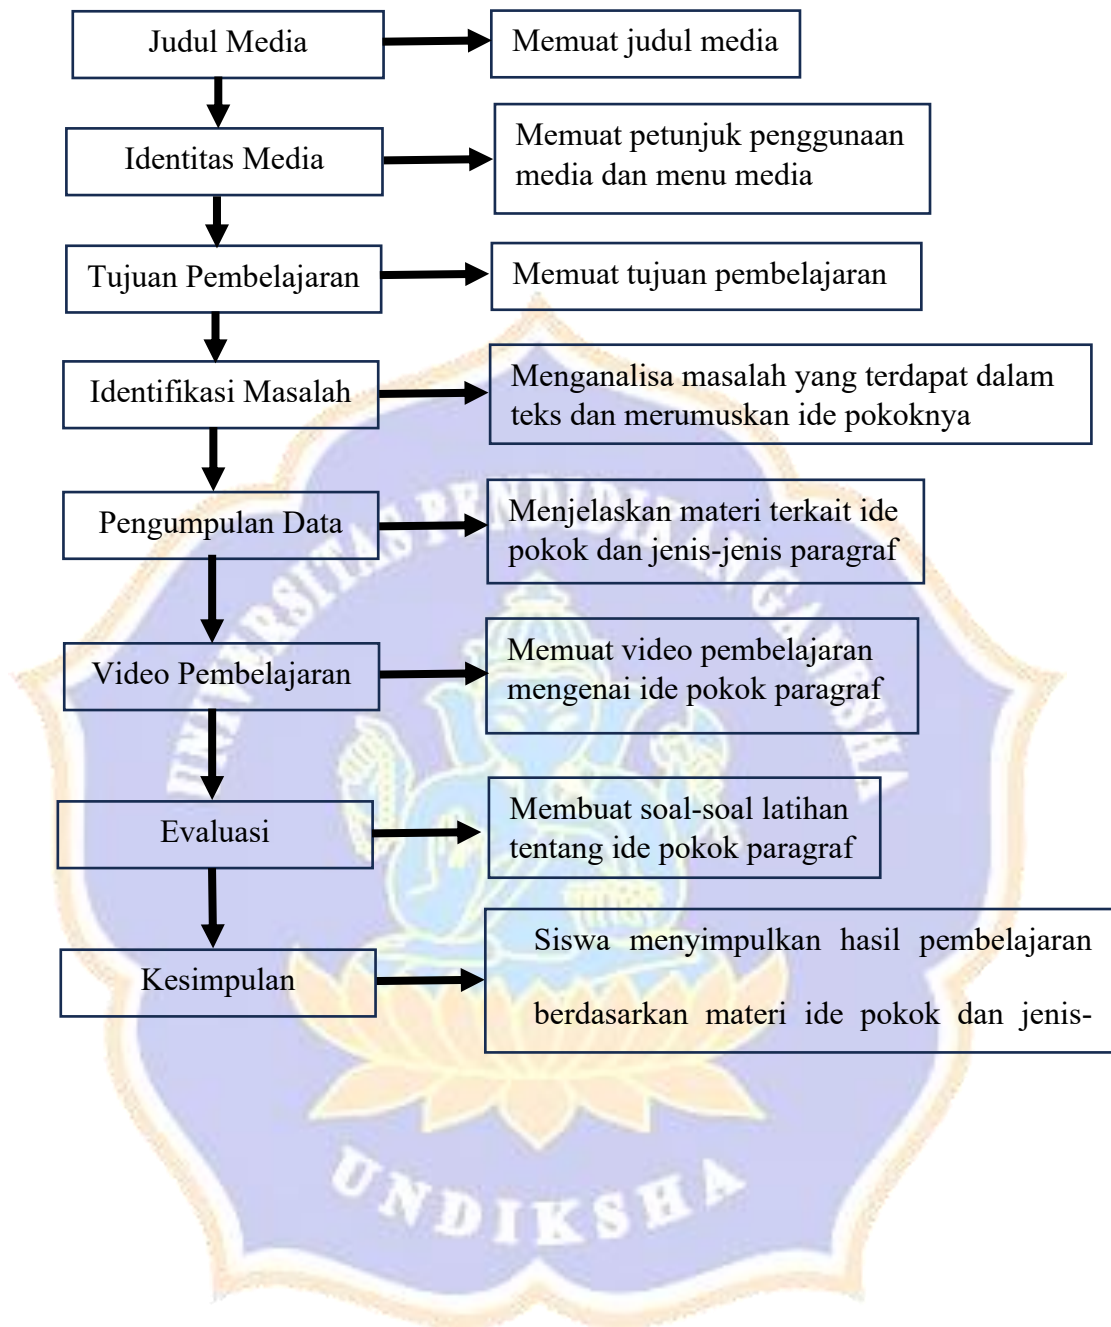 Judul Media
Memuat judul media
Identitas Media
Memuat petunjuk penggunaan
media dan menu media
Tujuan Pembelajaran
Memuat tujuan pembelajaran
Identifikasi Masalah
Menganalisa masalah yang terdapat dalam
teks dan merumuskan ide pokoknya
Pengumpulan Data
Menjelaskan materi terkait ide
pokok dan jenis-jenis paragraf
Video Pembelajaran
Memuat video pembelajaran
mengenai ide pokok paragraf
Evaluasi
Membuat soal-soal latihan
tentang ide pokok paragraf
Kesimpulan
Siswa menyimpulkan hasil pembelajaran
berdasarkan materi ide pokok dan jenis-
UNIVERSITAS PENDIDIKAN GANESHA
UNDIKSHA